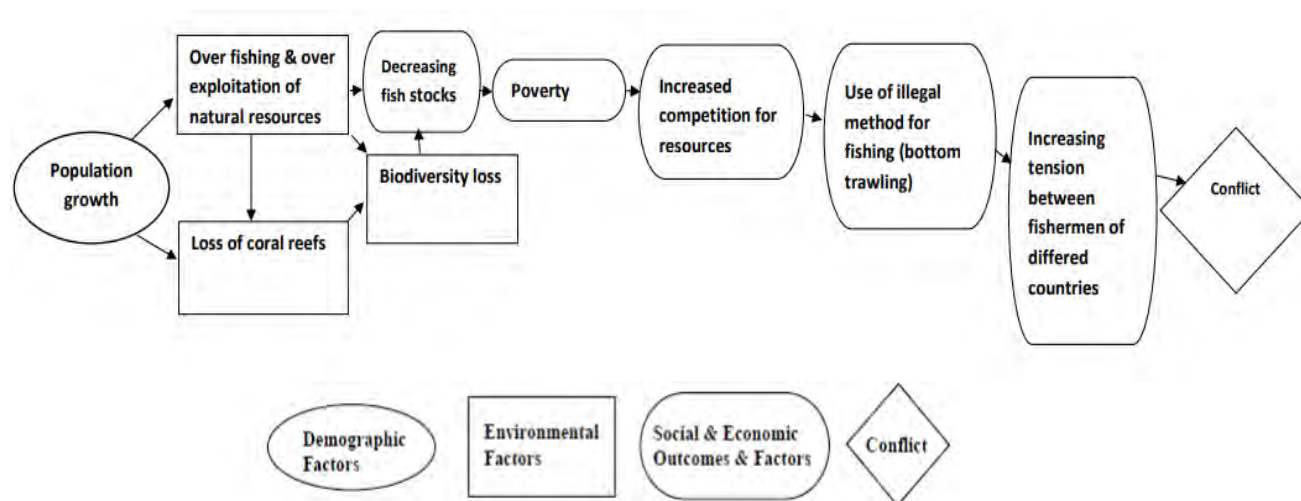 Population
growth
Over fishing & over
exploitation of
natural resources
Loss of coral reefs
Decreasing
fish stocks
Biodiversity loss
Poverty
Increased
competition for
resources
Use of illegal
method for
fishing (bottom
trawling)
Increasing
tension
between
fishermen of
differed
countries
Conflict
Demographic
Factors
Environmental
Factors
Social & Economic
Outcomes & Factors
Conflict